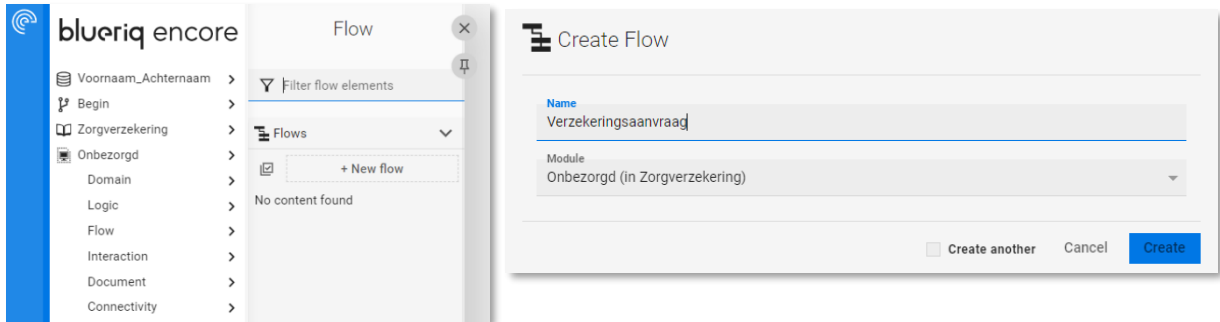 blueriq encore
Voornaam_Achternaam
Begin
Zorgverzekering
Onbezorgd
Domain
Logic
Flow
Interaction
Document
Connectivity
Flow
Filter flow elements
Flows
+ New flow
No content found
Create Flow
Name
Verzekeringsaanvraag
Module
Onbezorgd (in Zorgverzekering)
Create another
Cancel
Create